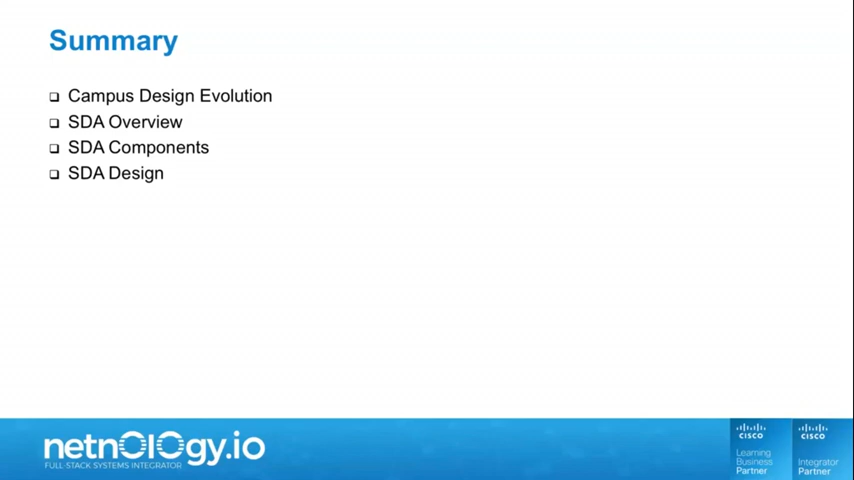 Summary
❑ Campus Design Evolution
❑ SDA Overview
❑ SDA Components
❑ SDA Design
netnology.io
FULL-STACK SYSTEMS INTEGRATOR
CISCO
Learning
Business
Partner
CISCO
Integrator
Partner